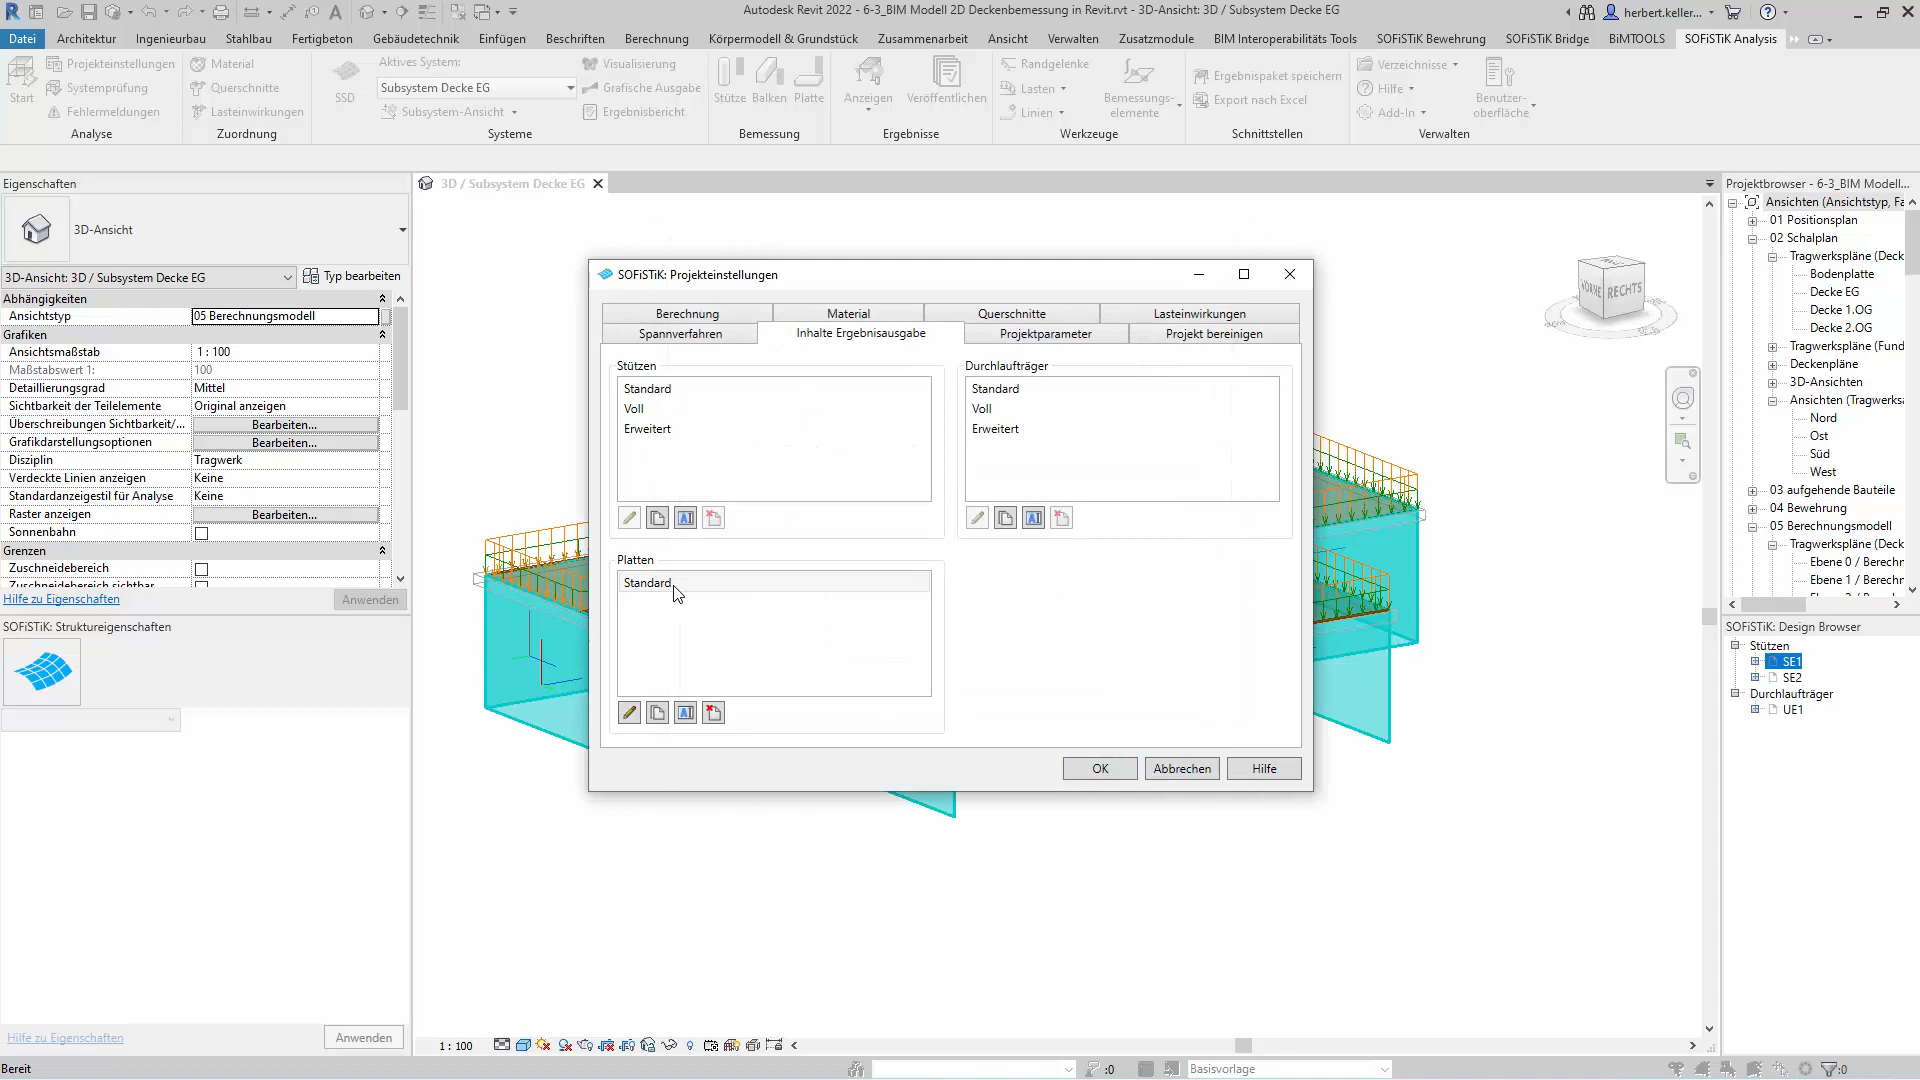 Autodesk Revit 2022 - 6-3_BIM Modell 2D Deckenbemessung in Revit.rvt - 3D-Ansicht: 3D / Subsystem Decke EG
herbert.keller...
Datei Architektur Ingenieurbau Stahlbau Fertigbeton Gebäudetechnik Einfügen Beschriften Berechnung Körpermodell & Grundstück Zusammenarbeit Ansicht Verwalten Zusatzmodule BIM Interoperabilitäts Tools SOFiSTiK Bewehrung SOFiSTiK Bridge BiMTOOLS SOFiSTiK Analysis
Start
Projekteinstellungen
Systemprüfung
Fehlermeldungen
Analyse
Material
Querschnitte
Lasteinwirkungen
Zuordnung
SSD
Aktives System:
Subsystem Decke EG
Subsystem-Ansicht
Visualisierung
Grafische Ausgabe
Ergebnisbericht
Systeme
Stütze Balken Platte
Bemessung
Anzeigen Veröffentlichen
Ergebnisse
Randgelenke
Lasten
Linien
Bemessungs-
elemente
Werkzeuge
Ergebnispaket speichern
Export nach Excel
Schnittstellen
Verzeichnisse
Hilfe
Add-In
Benutzer-
oberfläche
Verwalten
Eigenschaften
3D-Ansicht
3D-Ansicht: 3D / Subsystem Decke EG
Typ bearbeiten
Abhängigkeiten
Ansichtstyp 05 Berechnungsmodell
Grafiken
Ansichtsmaßstab 1 : 100
Maßstabswert 1: 100
Detaillierungsgrad Mittel
Sichtbarkeit der Teilelemente Original anzeigen
Überschreibungen Sichtbarkeit/... Bearbeiten...
Grafikdarstellungsoptionen Bearbeiten...
Disziplin Tragwerk
Verdeckte Linien anzeigen Keine
Standardanzeigestil für Analyse Keine
Raster anzeigen Bearbeiten...
Sonnenbahn
Grenzen
Zuschneidebereich
Zuschneidebereich sichtbar
Hilfe zu Eigenschaften
Anwenden
SOFiSTiK: Struktureigenschaften
Hilfe zu Eigenschaften
Anwenden
3D / Subsystem Decke EG
VORNE RECHTS
SOFiSTiK: Projekteinstellungen
Berechnung Material Querschnitte Lasteinwirkungen
Spannverfahren Inhalte Ergebnisausgabe Projektparameter Projekt bereinigen
Stützen
Standard
Voll
Erweitert
Durchlaufträger
Standard
Voll
Erweitert
Platten
Standard
OK Abbrechen Hilfe
Projektbrowser - 6-3_BIM Modell...
Ansichten (Ansichtstyp, Fa
01 Positionsplan
02 Schalplan
Tragwerkspläne (Deck
Bodenplatte
Decke EG
Decke 1.OG
Decke 2.OG
Tragwerkspläne (Fund
Deckenpläne
3D-Ansichten
Ansichten (Tragwerks
Nord
Ost
Süd
West
03 aufgehende Bauteile
04 Bewehrung
05 Berechnungsmodell
Tragwerkspläne (Deck
Ebene 0 / Berechn
Ebene 1 / Berechn
SOFiSTiK: Design Browser
Stützen
SE1
SE2
Durchlaufträger
UE1
1 : 100
Bereit
:0
Basisvorlage
:0